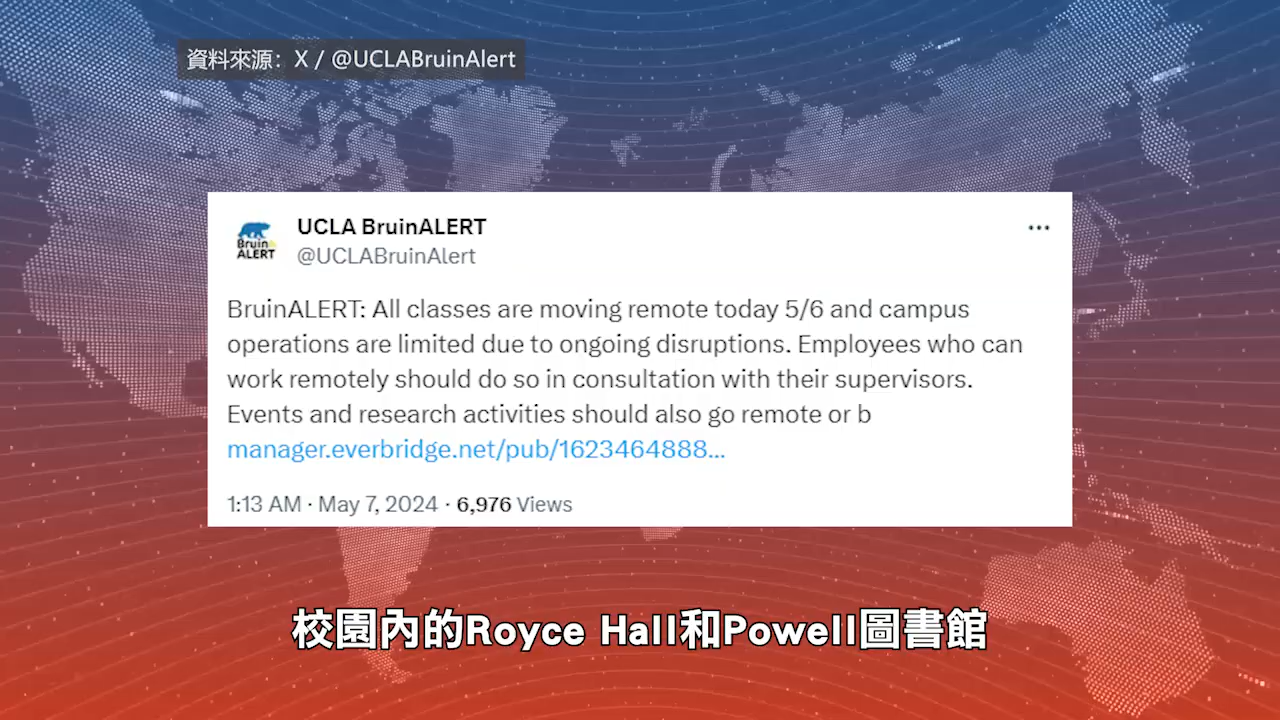 資料來源：X / @UCLABruinAlert
UCLA BruinALERT
@UCLABruinAlert
Bruin
ALERT
BruinALERT: All classes are moving remote today 5/6 and campus
operations are limited due to ongoing disruptions. Employees who can
work remotely should do so in consultation with their supervisors.
Events and research activities should also go remote or b
manager.everbridge.net/pub/1623464888...
1:13 AM · May 7, 2024 · 6,976 Views
校園內的Royce Hall和Powell圖書館